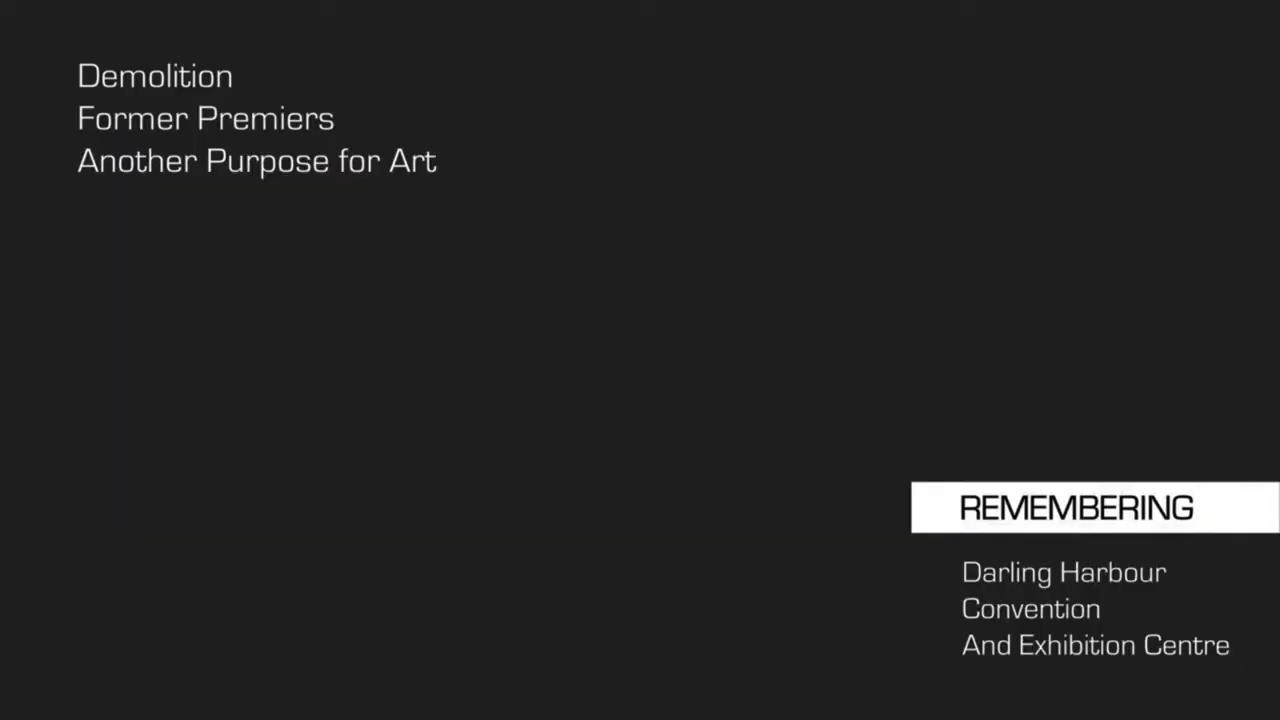 Demolition
Former Premiers
Another Purpose for Art
REMEMBERING
Darling Harbour
Convention
And Exhibition Centre